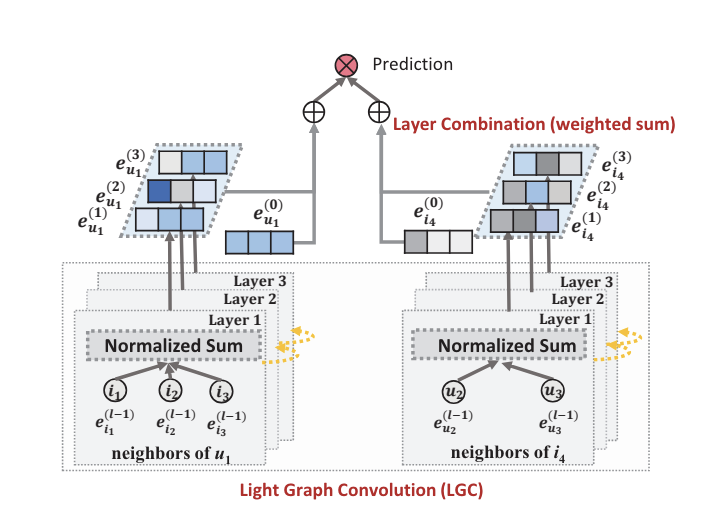 Prediction
Layer Combination (weighted sum)
e_{u_1}^{(3)}
e_{u_1}^{(2)}
e_{u_1}^{(1)}
e_{u_1}^{(0)}
e_{i_4}^{(0)}
e_{i_4}^{(3)}
e_{i_4}^{(2)}
e_{i_4}^{(1)}
Layer 3
Layer 2
Layer 1
Normalized Sum
i_1 i_2 i_3
e_{i_1}^{(l-1)} e_{i_2}^{(l-1)} e_{i_3}^{(l-1)}
neighbors of u_1
Layer 3
Layer 2
Layer 1
Normalized Sum
u_2 u_3
e_{u_2}^{(l-1)} e_{u_3}^{(l-1)}
neighbors of i_4
Light Graph Convolution (LGC)